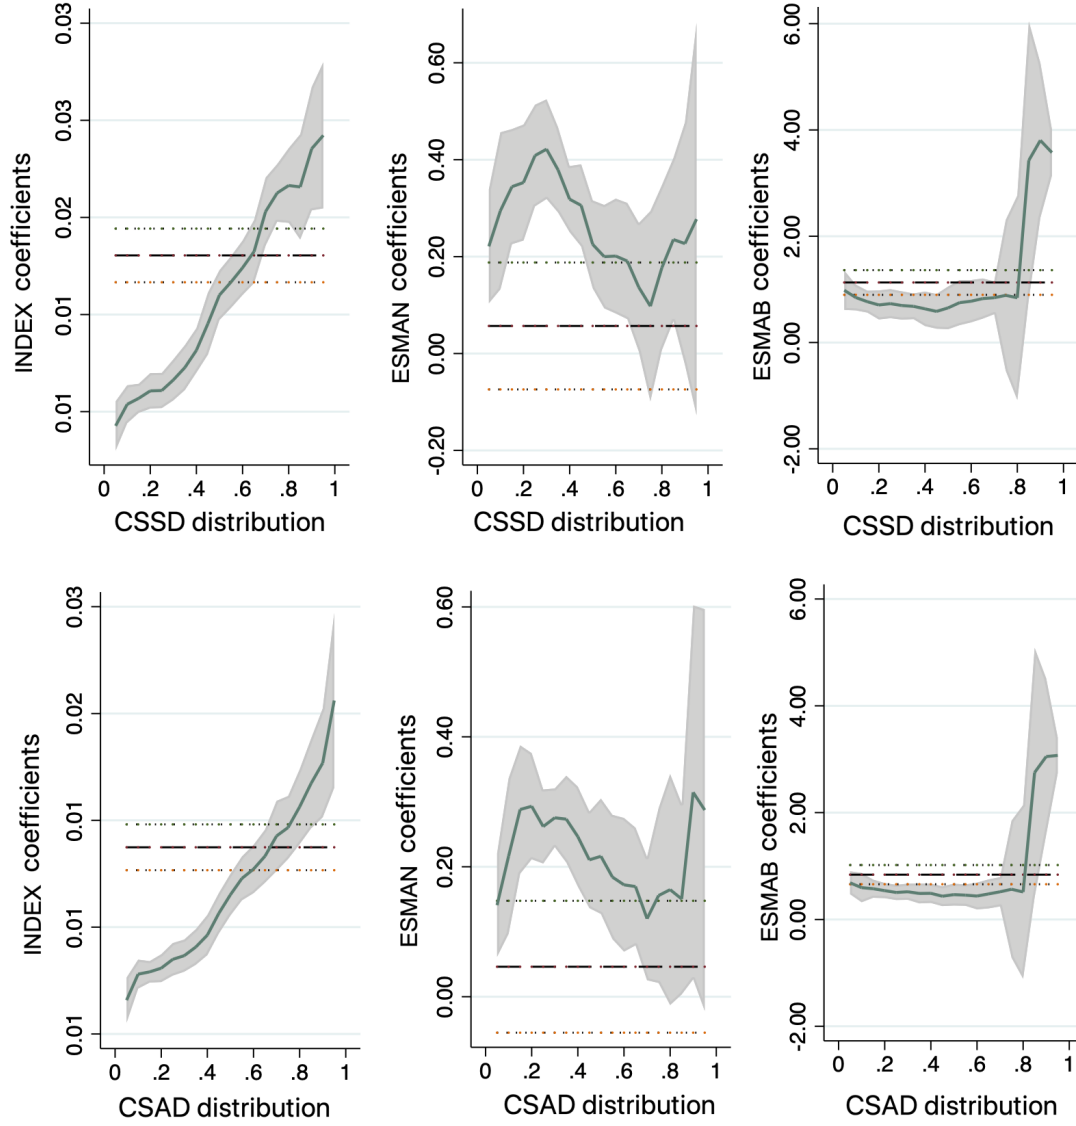 INDEX coefficients
0.03
0.03
0.02
0.01
0.01
0 .2 .4 .6 .8 1
CSSD distribution
ESMAN coefficients
0.60
0.40
0.20
0.00
-0.20
0 .2 .4 .6 .8 1
CSSD distribution
ESMAB coefficients
6.00
4.00
2.00
0.00
-2.00
0 .2 .4 .6 .8 1
CSSD distribution
INDEX coefficients
0.03
0.02
0.01
0.01
0.01
0 .2 .4 .6 .8 1
CSAD distribution
ESMAN coefficients
0.60
0.40
0.20
0.00
0 .2 .4 .6 .8 1
CSAD distribution
ESMAB coefficients
6.00
4.00
2.00
0.00
-2.00
0 .2 .4 .6 .8 1
CSAD distribution